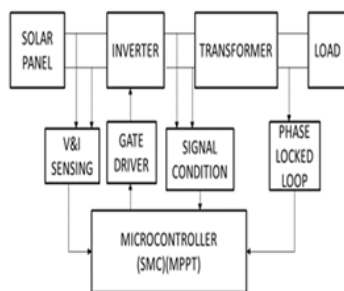 SOLAR
PANEL
INVERTER
TRANSFORMER
LOAD
V&I
SENSING
GATE
DRIVER
SIGNAL
CONDITION
PHASE
LOCKED
LOOP
MICROCONTROLLER
(SMC)(MPPT)